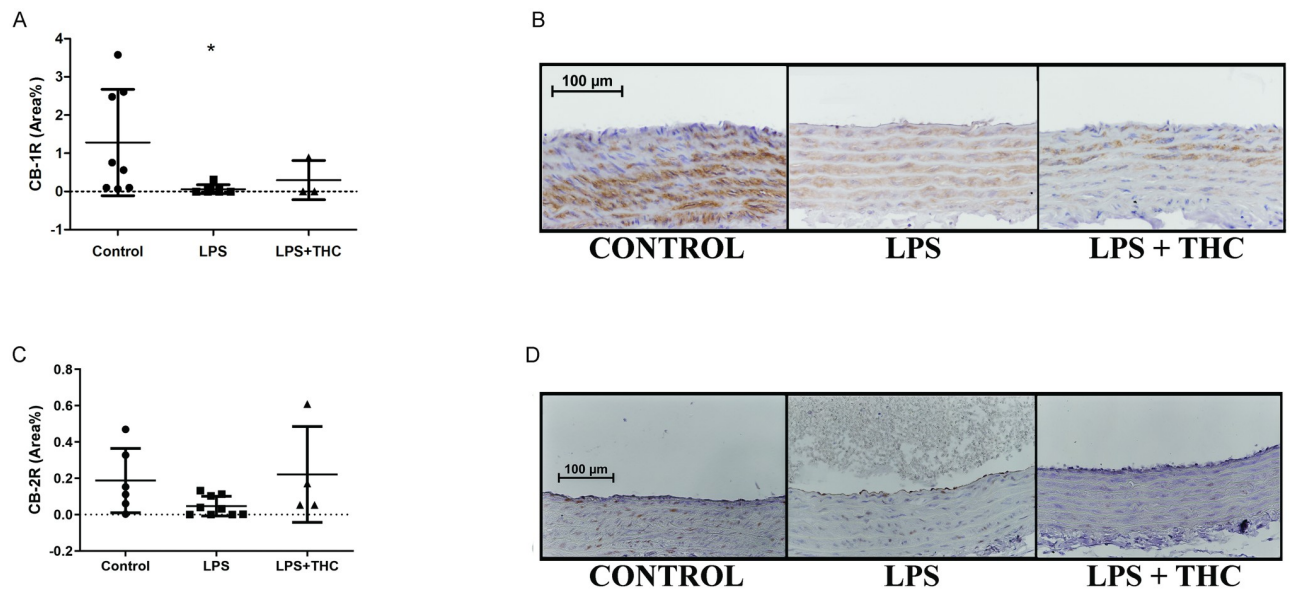 A
B
CB-1R (Area%)
4
3
2
1
0
-1
*
Control
LPS
LPS+THC
100 µm
CONTROL
LPS
LPS + THC
C
D
CB-2R (Area%)
0.8
0.6
0.4
0.2
0.0
-0.2
Control
LPS
LPS+THC
100 µm
CONTROL
LPS
LPS + THC